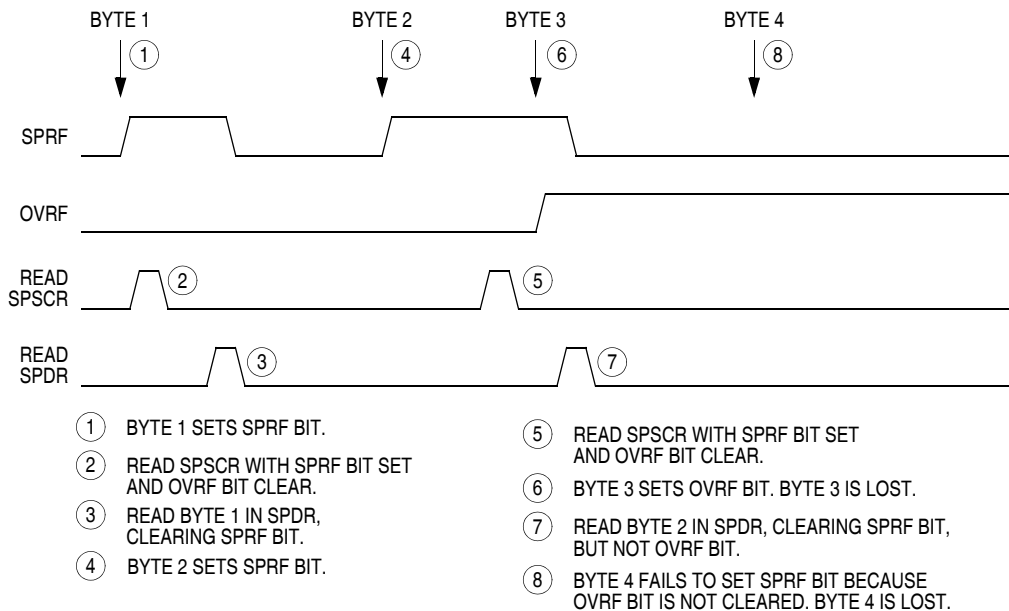 BYTE 1
BYTE 2
BYTE 3
BYTE 4
1
4
6
8
SPRF
OVRF
READ
SPSCR
2
5
READ
SPDR
3
7
1 BYTE 1 SETS SPRF BIT.
2 READ SPSCR WITH SPRF BIT SET
AND OVRF BIT CLEAR.
3 READ BYTE 1 IN SPDR,
CLEARING SPRF BIT.
4 BYTE 2 SETS SPRF BIT.
5 READ SPSCR WITH SPRF BIT SET
AND OVRF BIT CLEAR.
6 BYTE 3 SETS OVRF BIT. BYTE 3 IS LOST.
7 READ BYTE 2 IN SPDR, CLEARING SPRF BIT,
BUT NOT OVRF BIT.
8 BYTE 4 FAILS TO SET SPRF BIT BECAUSE
OVRF BIT IS NOT CLEARED. BYTE 4 IS LOST.